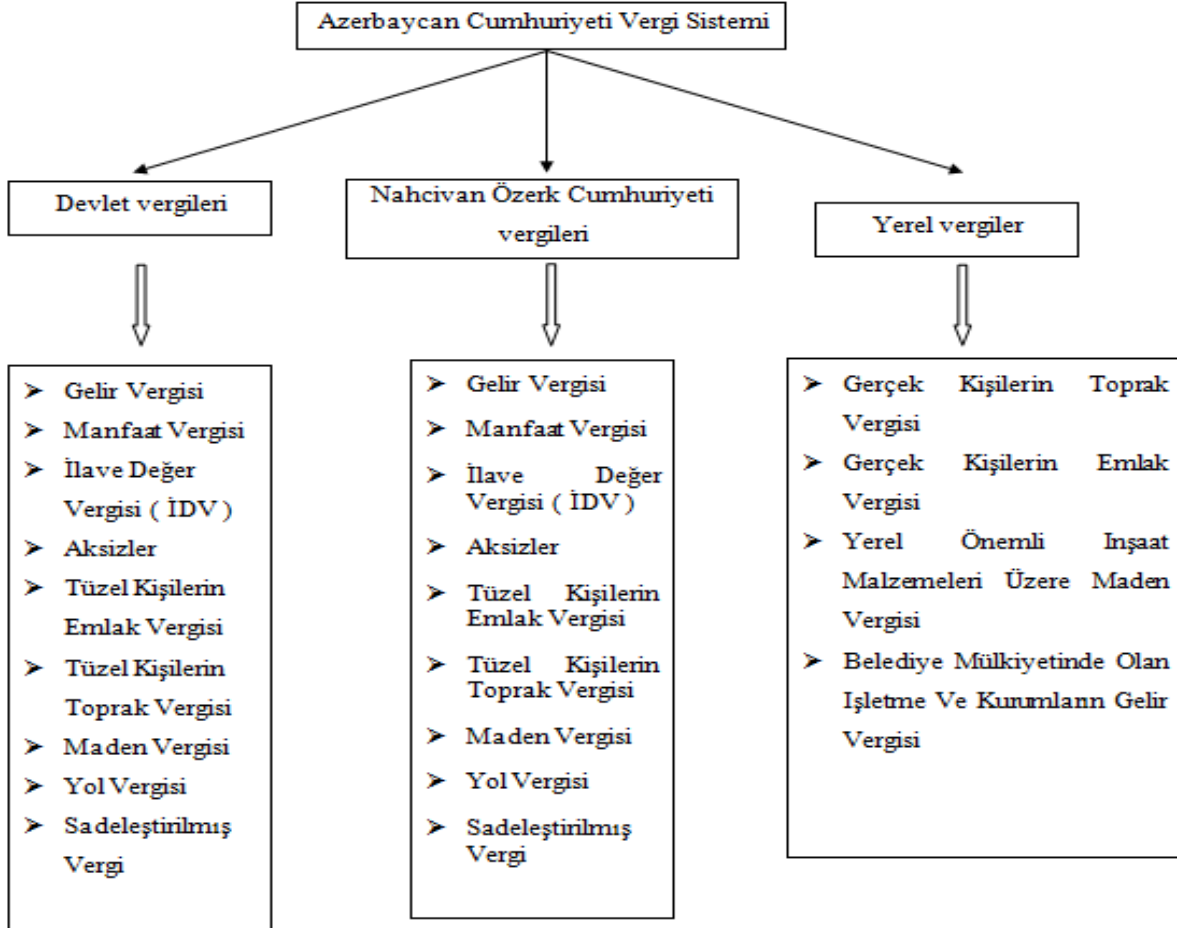 Azerbaycan Cumhuriyeti Vergi Sistemi
Devlet vergileri
Nahcivan Özerk Cumhuriyeti
vergileri
Yerel vergiler
➤ Gelir Vergisi
➤ Manfaat Vergisi
➤ İlave Değer
Vergisi ( İDV )
➤ Aksizler
➤ Tüzel Kişilerin
Emlak Vergisi
➤ Tüzel Kişilerin
Toprak Vergisi
➤ Maden Vergisi
➤ Yol Vergisi
➤ Sadeleştirilmış
Vergi
➤ Gelir Vergisi
➤ Manfaat Vergisi
➤ İlave Değer
Vergisi ( İDV )
➤ Aksizler
➤ Tüzel Kişilerin
Emlak Vergisi
➤ Tüzel Kişilerin
Toprak Vergisi
➤ Maden Vergisi
➤ Yol Vergisi
➤ Sadeleştirilmış
Vergi
➤ Gerçek Kişilerin Toprak
Vergisi
➤ Gerçek Kişilerin Emlak
Vergisi
➤ Yerel Önemli Inşaat
Malzemeleri Üzere Maden
Vergisi
➤ Belediye Mülkiyetinde Olan
Işletme Ve Kurumların Gelir
Vergisi